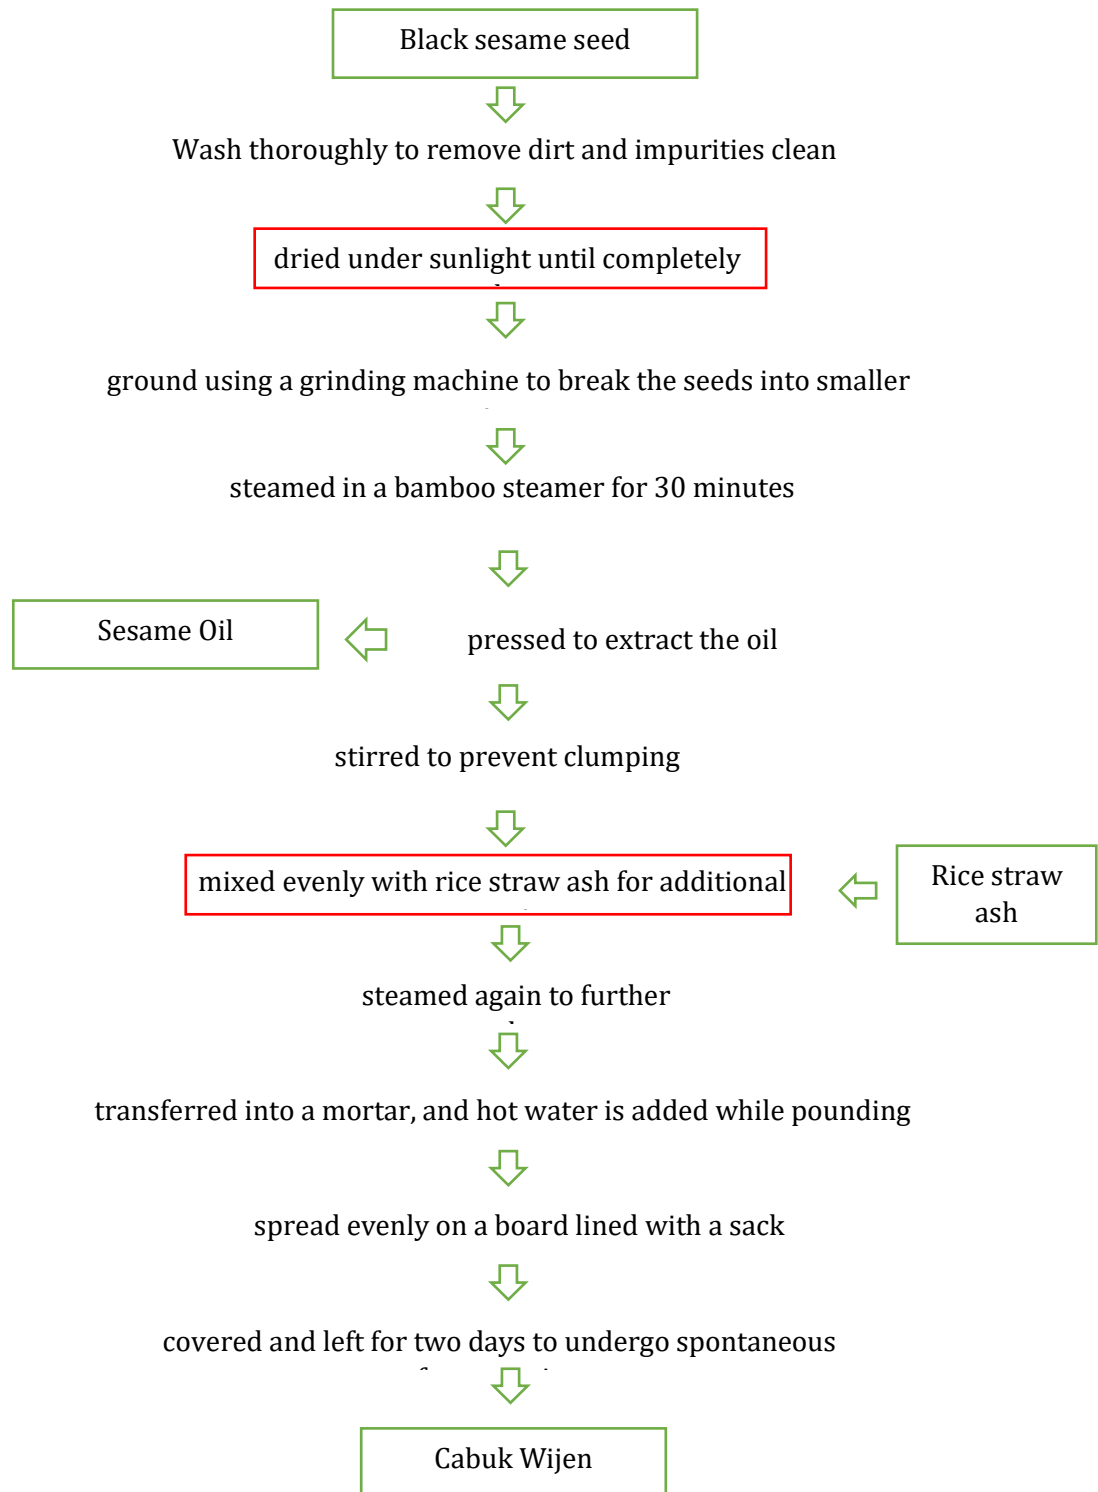 Black sesame seed
Wash thoroughly to remove dirt and impurities clean
dried under sunlight until completely
ground using a grinding machine to break the seeds into smaller
steamed in a bamboo steamer for 30 minutes
Sesame Oil
pressed to extract the oil
stirred to prevent clumping
mixed evenly with rice straw ash for additional
Rice straw
ash
steamed again to further
transferred into a mortar, and hot water is added while pounding
spread evenly on a board lined with a sack
covered and left for two days to undergo spontaneous
Cabuk Wijen